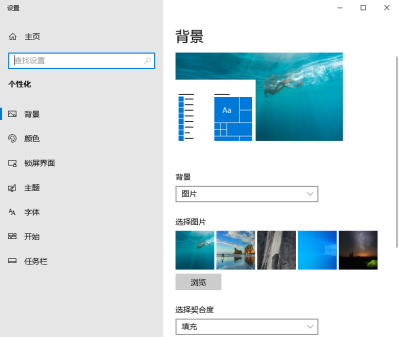 设置
主页
查找设置
个性化
背景
颜色
锁屏界面
主题
字体
开始
任务栏
背景
Aa
背景
图片
选择图片
浏览
选择契合度
填充